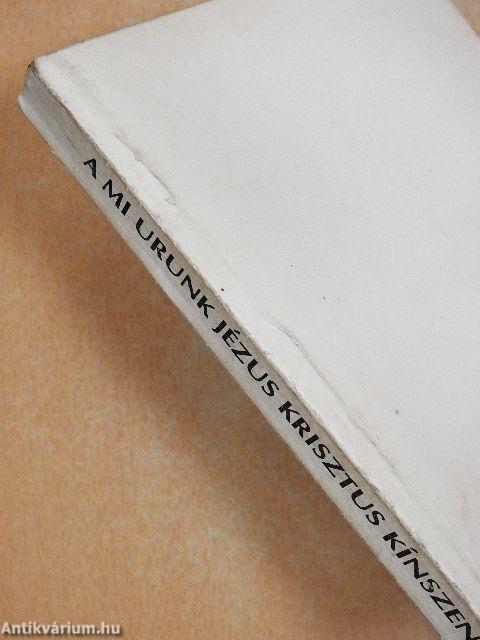 A MI URUNK JÉZUS KRISZTUS KÍNSZEN
Antikvárium.hu